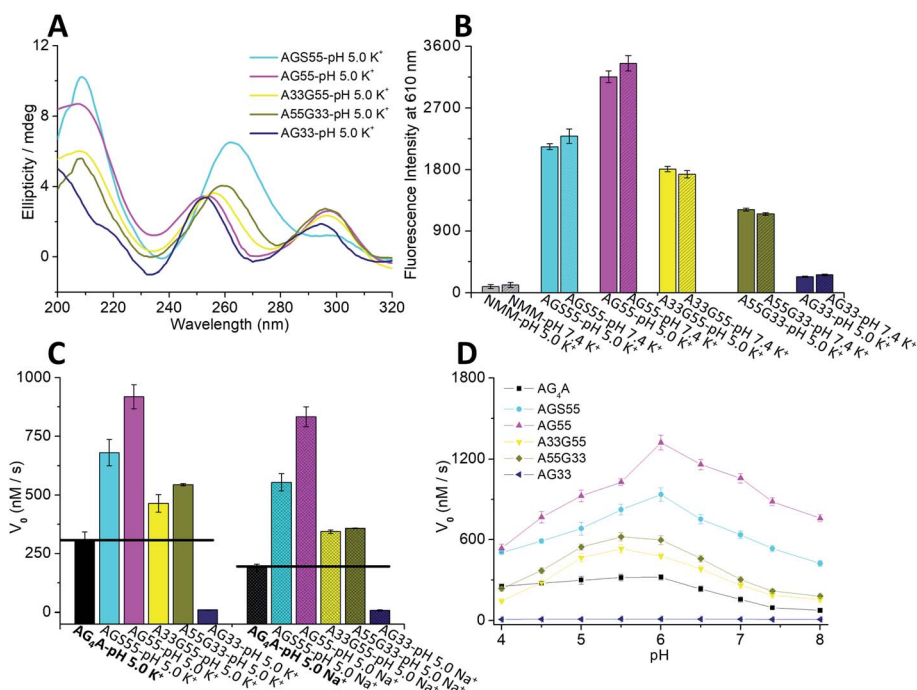 A
12
8
4
0
Ellipticity / mdeg
200 220 240 260 280 300 320
Wavelength (nm)
AGS55-pH 5.0 K⁺
AG55-pH 5.0 K⁺
A33G55-pH 5.0 K⁺
A55G33-pH 5.0 K⁺
AG33-pH 5.0 K⁺
B
3600
2700
1800
900
0
Fluorescence Intensity at 610 nm
NMM-pH 5.0 K⁺
NMM-pH 7.4 K⁺
AGS55-pH 5.0 K⁺
AGS55-pH 7.4 K⁺
AG55-pH 5.0 K⁺
AG55-pH 7.4 K⁺
A33G55-pH 5.0 K⁺
A33G55-pH 7.4 K⁺
A55G33-pH 5.0 K⁺
A55G33-pH 7.4 K⁺
AG33-pH 5.0 K⁺
AG33-pH 7.4 K⁺
C
1000
750
500
250
0
V₀ (nM / s)
AG₄A-pH 5.0 K⁺
AGS55-pH 5.0 K⁺
AG55-pH 5.0 K⁺
A33G55-pH 5.0 K⁺
A55G33-pH 5.0 K⁺
AG33-pH 5.0 K⁺
AG₄A-pH 5.0 Na⁺
AGS55-pH 5.0 Na⁺
AG55-pH 5.0 Na⁺
A33G55-pH 5.0 Na⁺
A55G33-pH 5.0 Na⁺
AG33-pH 5.0 Na⁺
D
1800
1200
600
0
V₀ (nM / s)
4 5 6 7 8
pH
AG₄A
AGS55
AG55
A33G55
A55G33
AG33